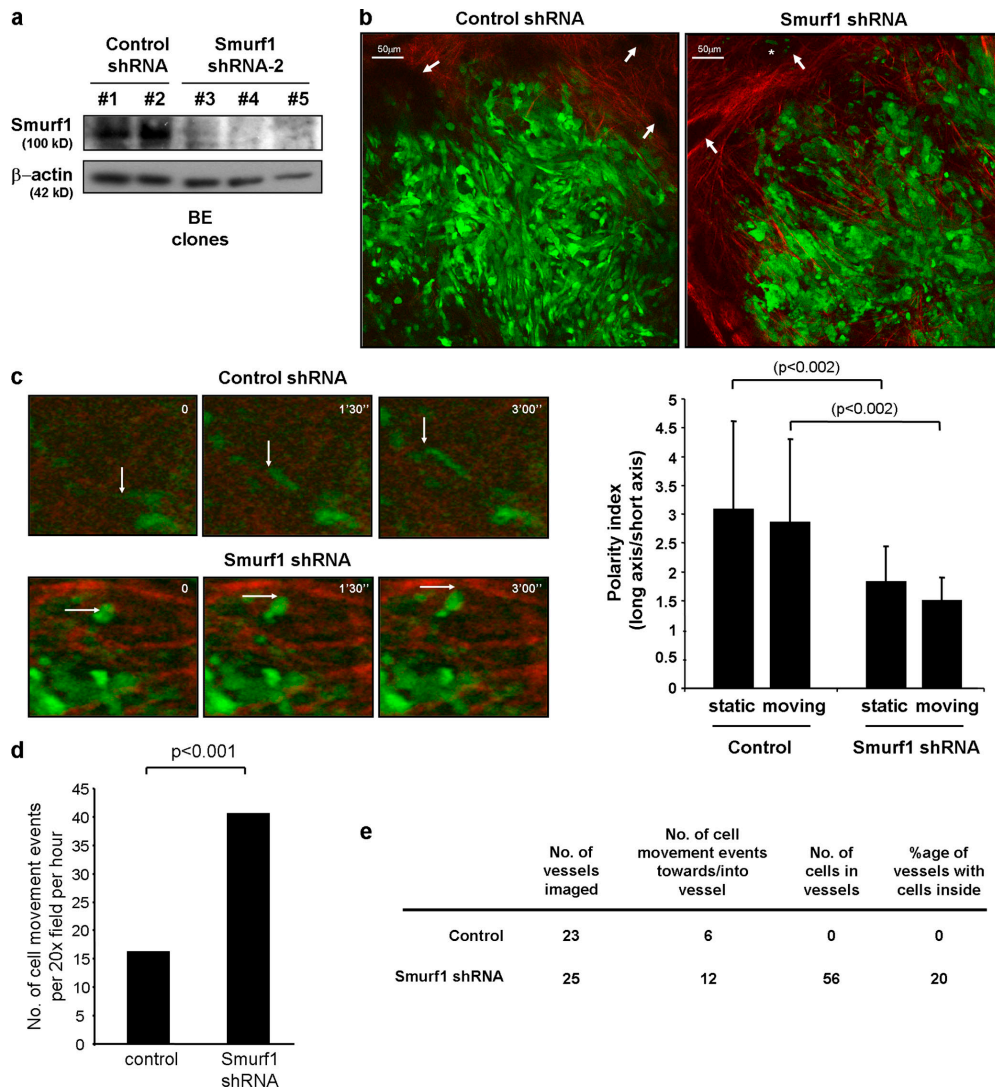 a
Control
shRNA
Smurf1
shRNA-2
#1 #2 #3 #4 #5
Smurf1
(100 kD)
β–actin
(42 kD)
BE
clones
b
Control shRNA
Smurf1 shRNA
50µm
50µm
*
c
Control shRNA
0
1’30’’
3’00’’
Smurf1 shRNA
0
1’30’’
3’00’’
(p<0.002)
(p<0.002)
Polarity index
(long axis/short axis)
5
4.5
4
3.5
3
2.5
2
1.5
1
0.5
0
static moving static moving
Control Smurf1 shRNA
d
p<0.001
No. of cell movement events
per 20x field per hour
45
40
35
30
25
20
15
10
5
0
control
Smurf1
shRNA
e
No. of
vessels
imaged
No. of cell
movement events
towards/into
vessel
No. of
cells in
vessels
%age of
vessels with
cells inside
Control 23 6 0 0
Smurf1 shRNA 25 12 56 20